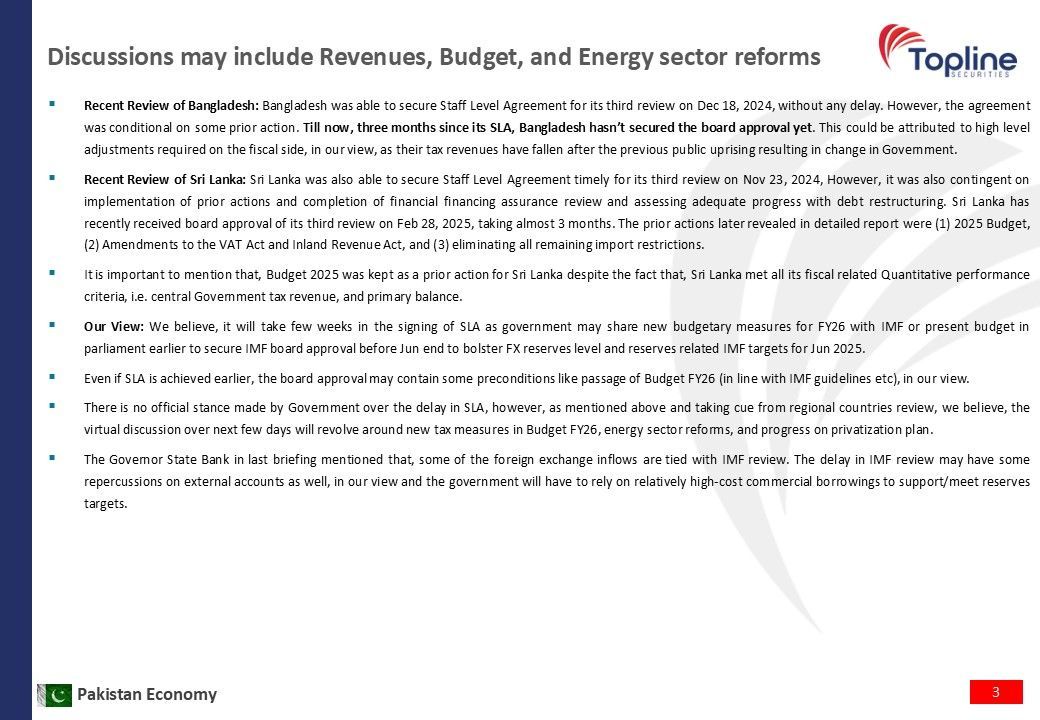 Discussions may include Revenues, Budget, and Energy sector reforms
Topline
SECURITIES
▪ Recent Review of Bangladesh: Bangladesh was able to secure Staff Level Agreement for its third review on Dec 18, 2024, without any delay. However, the agreement
was conditional on some prior action. Till now, three months since its SLA, Bangladesh hasn't secured the board approval yet. This could be attributed to high level
adjustments required on the fiscal side, in our view, as their tax revenues have fallen after the previous public uprising resulting in change in Government.
▪ Recent Review of Sri Lanka: Sri Lanka was also able to secure Staff Level Agreement timely for its third review on Nov 23, 2024, However, it was also contingent on
implementation of prior actions and completion of financial financing assurance review and assessing adequate progress with debt restructuring. Sri Lanka has
recently received board approval of its third review on Feb 28, 2025, taking almost 3 months. The prior actions later revealed in detailed report were (1) 2025 Budget,
(2) Amendments to the VAT Act and Inland Revenue Act, and (3) eliminating all remaining import restrictions.
▪ It is important to mention that, Budget 2025 was kept as a prior action for Sri Lanka despite the fact that, Sri Lanka met all its fiscal related Quantitative performance
criteria, i.e. central Government tax revenue, and primary balance.
▪ Our View: We believe, it will take few weeks in the signing of SLA as government may share new budgetary measures for FY26 with IMF or present budget in
parliament earlier to secure IMF board approval before Jun end to bolster FX reserves level and reserves related IMF targets for Jun 2025.
▪ Even if SLA is achieved earlier, the board approval may contain some preconditions like passage of Budget FY26 (in line with IMF guidelines etc), in our view.
▪ There is no official stance made by Government over the delay in SLA, however, as mentioned above and taking cue from regional countries review, we believe, the
virtual discussion over next few days will revolve around new tax measures in Budget FY26, energy sector reforms, and progress on privatization plan.
▪ The Governor State Bank in last briefing mentioned that, some of the foreign exchange inflows are tied with IMF review. The delay in IMF review may have some
repercussions on external accounts as well, in our view and the government will have to rely on relatively high-cost commercial borrowings to support/meet reserves
targets.
Pakistan Economy
3